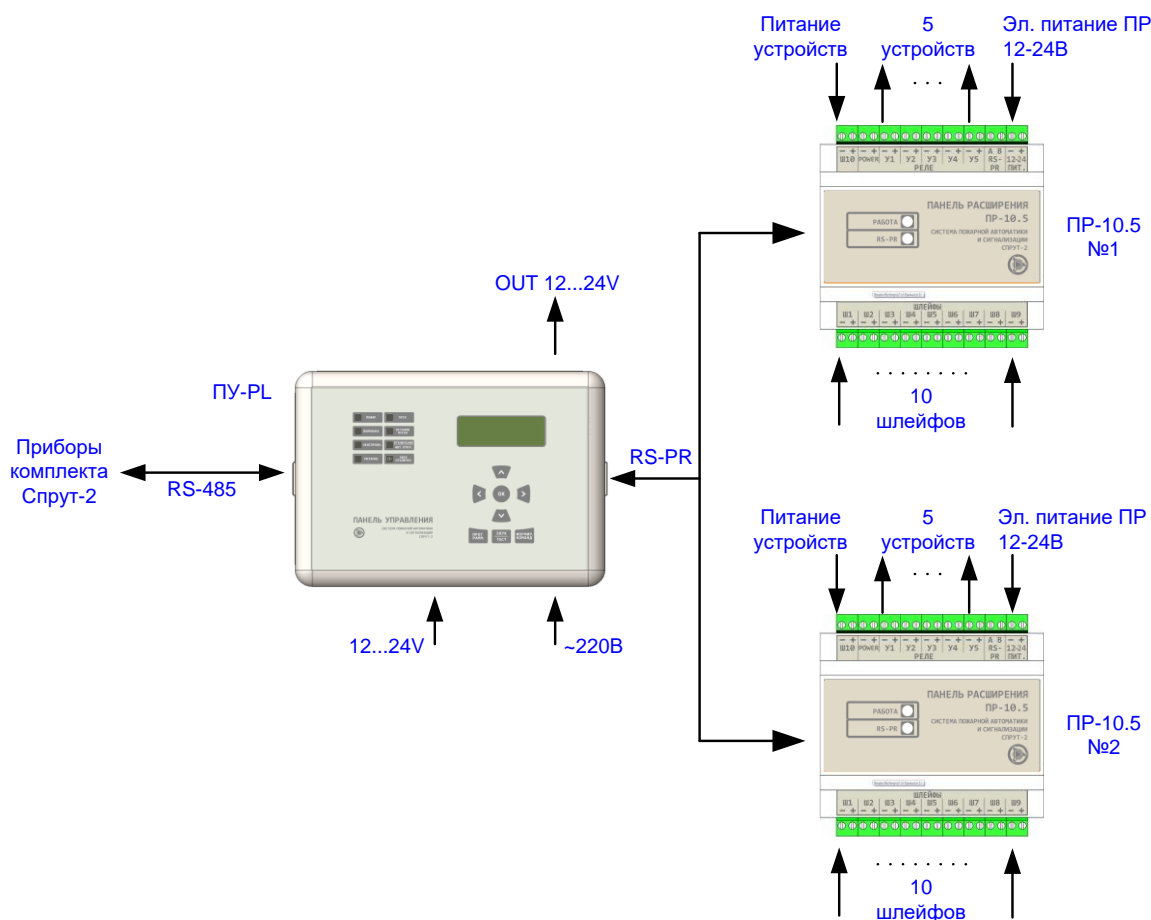 Питание устройств
5 устройств
Эл. питание ПР 12-24В
. . .
Ш10 POWER У1 У2 У3 У4 У5 A B RS-PR 12-24 ПИТ.
РЕЛЕ
ПАНЕЛЬ РАСШИРЕНИЯ
ПР-10.5
РАБОТА
RS-PR
СИСТЕМА ПОЖАРНОЙ АВТОМАТИКИ
И СИГНАЛИЗАЦИИ
СПРУТ-2
ПР-10.5
№1
ШЛЕЙФЫ
Ш1 Ш2 Ш3 Ш4 Ш5 Ш6 Ш7 Ш8 Ш9
. . . . . . . .
10
шлейфов
OUT 12...24V
ПУ-PL
Приборы
комплекта
Спрут-2
RS-485
OK
ПАНЕЛЬ УПРАВЛЕНИЯ
RS-PR
12...24V
~220В
Питание устройств
5 устройств
Эл. питание ПР 12-24В
. . .
Ш10 POWER У1 У2 У3 У4 У5 A B RS-PR 12-24 ПИТ.
РЕЛЕ
ПАНЕЛЬ РАСШИРЕНИЯ
ПР-10.5
РАБОТА
RS-PR
СИСТЕМА ПОЖАРНОЙ АВТОМАТИКИ
И СИГНАЛИЗАЦИИ
СПРУТ-2
ПР-10.5
№2
ШЛЕЙФЫ
Ш1 Ш2 Ш3 Ш4 Ш5 Ш6 Ш7 Ш8 Ш9
. . . . . . . .
10
шлейфов